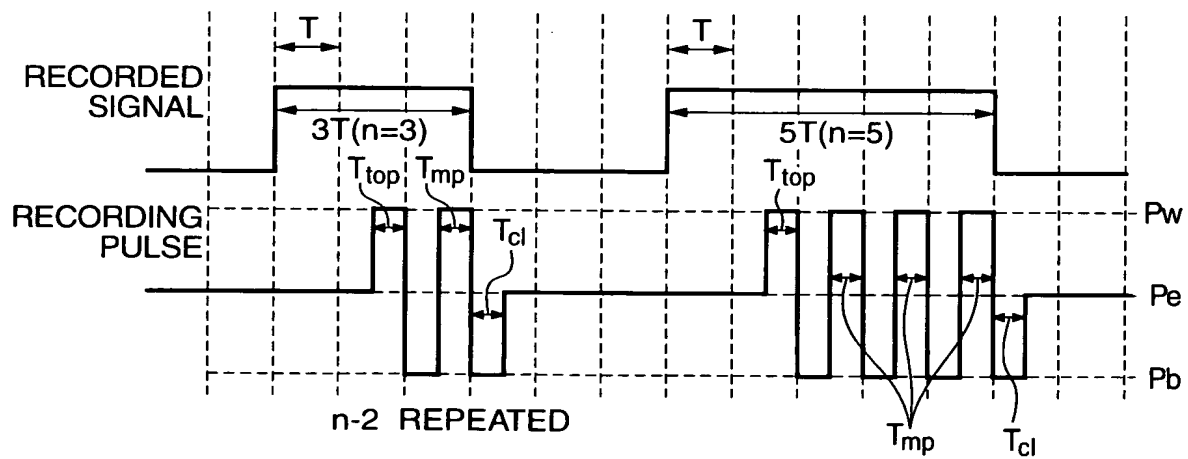 T
T
RECORDED
SIGNAL
3T(n=3)
5T(n=5)
Ttop
Tmp
Ttop
RECORDING
PULSE
Tcl
Pw
Pe
Pb
n-2 REPEATED
Tmp
Tcl